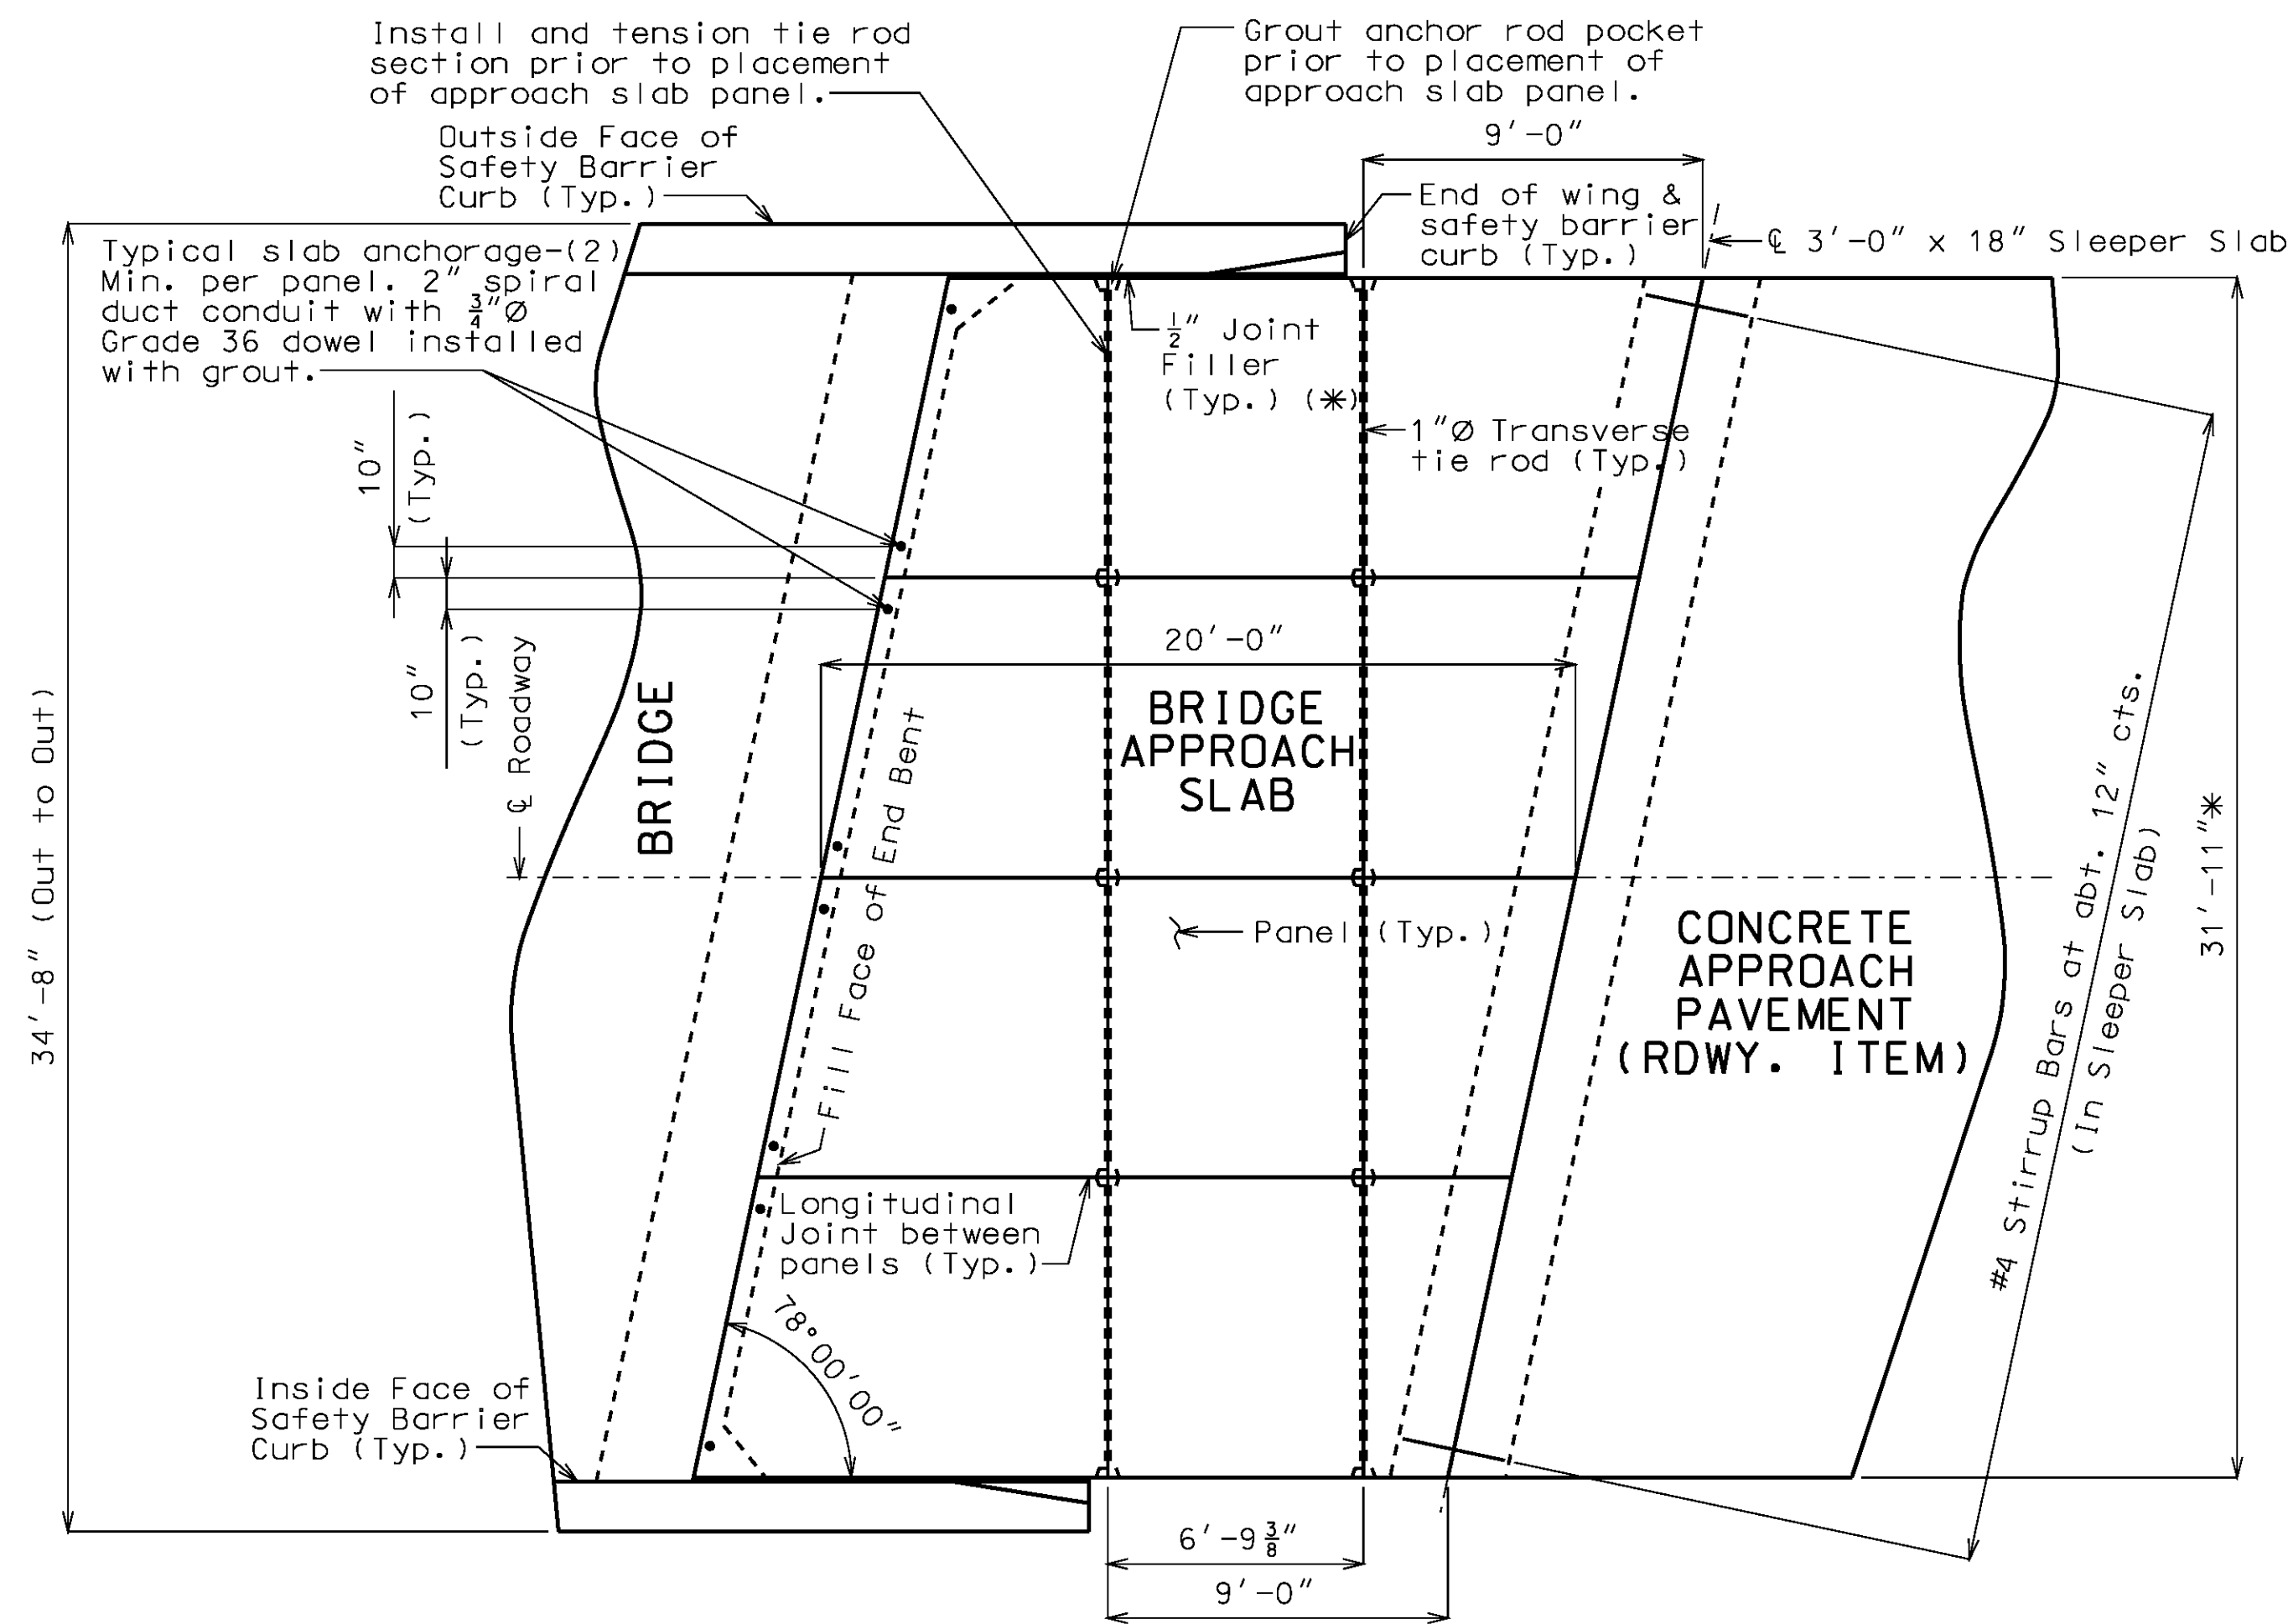 Install and tension tie rod
section prior to placement
of approach slab panel.
Grout anchor rod pocket
prior to placement of
approach slab panel.
9'-0"
Outside Face of
Safety Barrier
Curb (Typ.)
End of wing &
safety barrier
curb (Typ.)
℄ 3'-0" x 18" Sleeper Slab
Typical slab anchorage-(2)
Min. per panel. 2" spiral
duct conduit with 3/4"Ø
Grade 36 dowel installed
with grout.
1/2" Joint
Filler
(Typ.) (*)
1"Ø Transverse
tie rod (Typ.)
10"
(Typ.)
10"
(Typ.)
℄ Roadway
BRIDGE
34'-8" (Out to Out)
20'-0"
BRIDGE
APPROACH
SLAB
Fill Face of End Bent
Panel (Typ.)
CONCRETE
APPROACH
PAVEMENT
(RDWY. ITEM)
#4 Stirrup Bars at abt. 12" cts.
(In Sleeper Slab)
31'-11"*
Longitudinal
Joint between
panels (Typ.)
78°00'00"
Inside Face of
Safety Barrier
Curb (Typ.)
6'-9 3/8"
9'-0"